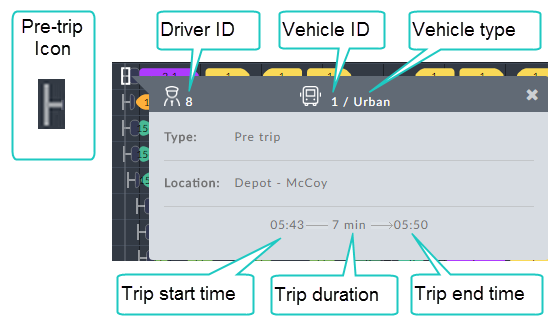 Pre-trip
Icon
Driver ID
Vehicle ID
Vehicle type
8
1 / Urban
Type: Pre trip
Location: Depot - McCoy
05:43 7 min 05:50
Trip start time
Trip duration
Trip end time